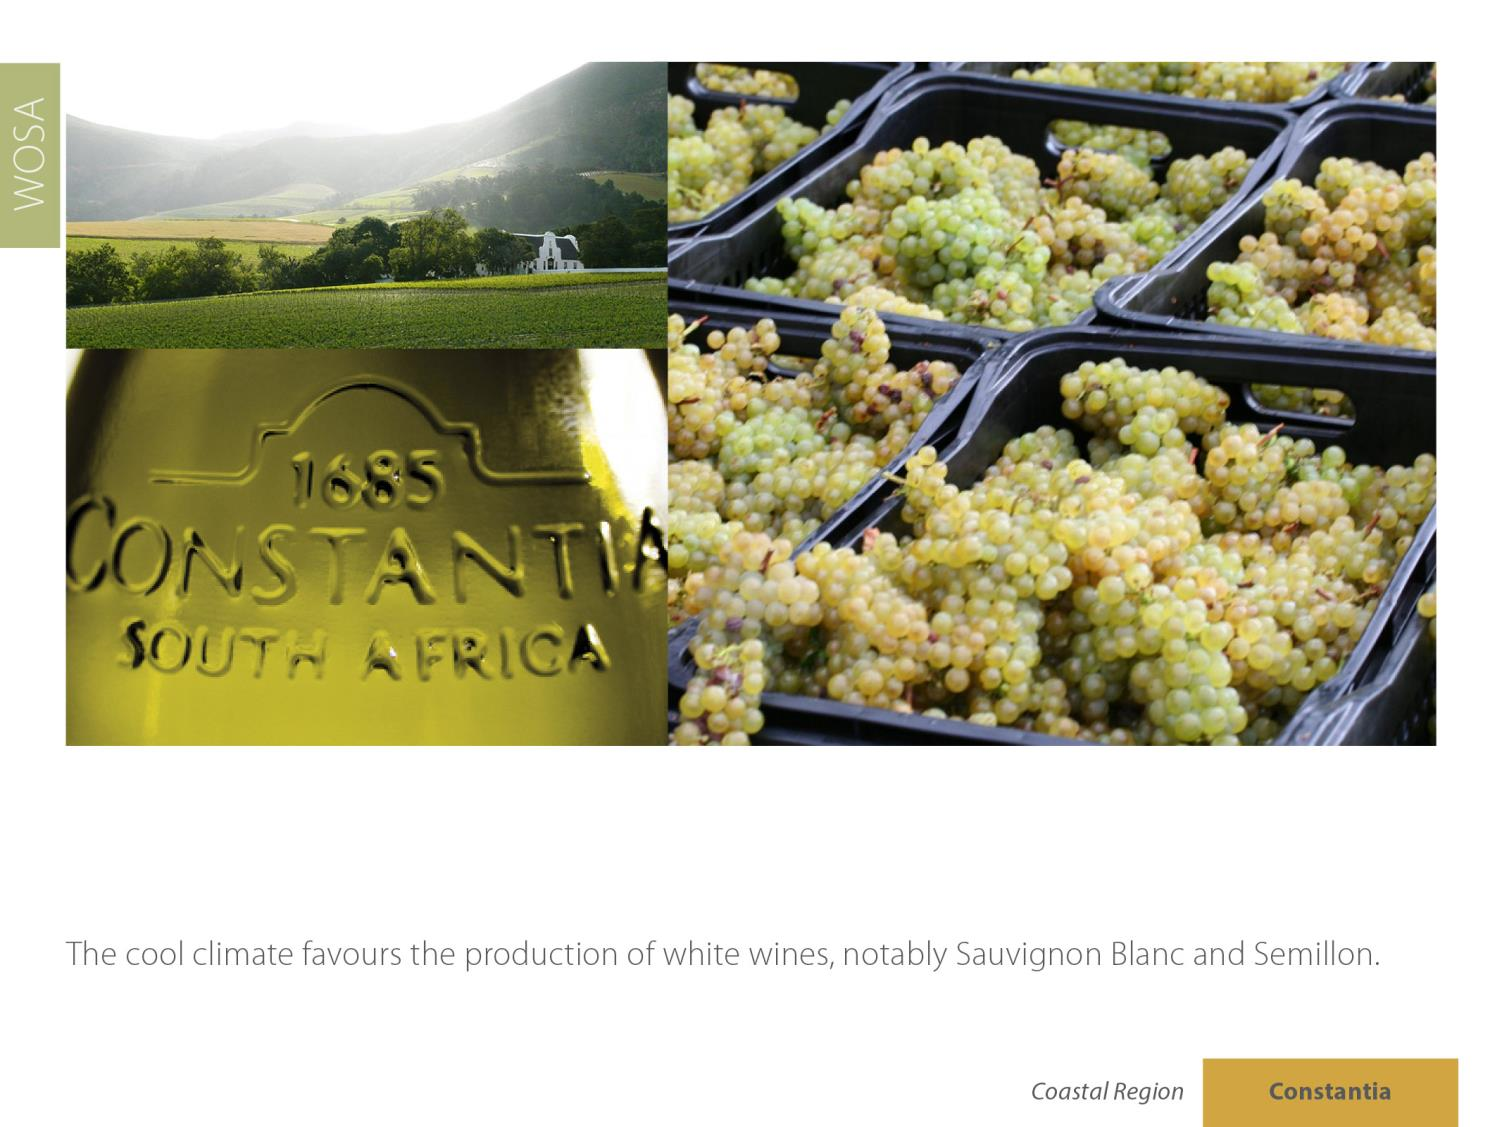 WOSA
1685
CONSTANTIA
SOUTH AFRICA
The cool climate favours the production of white wines, notably Sauvignon Blanc and Semillon.
Coastal Region
Constantia